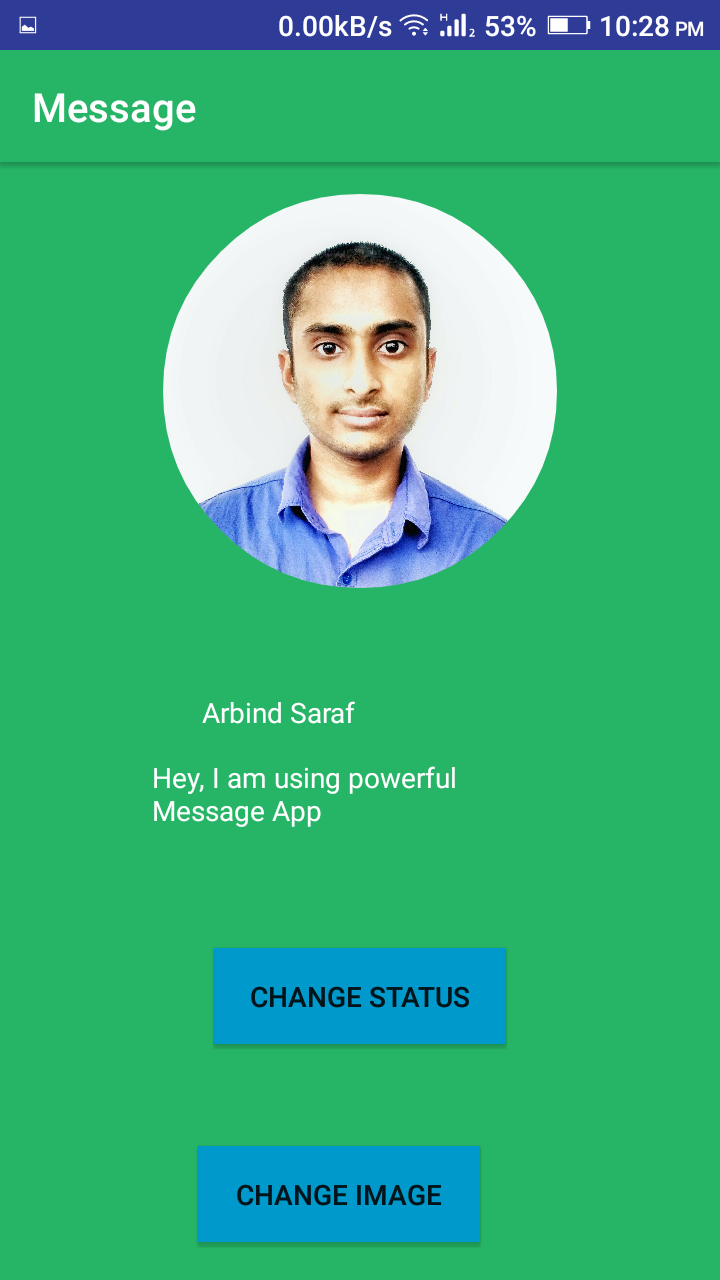 0.00kB/s H 2 53% 10:28 PM
Message
Arbind Saraf
Hey, I am using powerful
Message App
CHANGE STATUS
CHANGE IMAGE